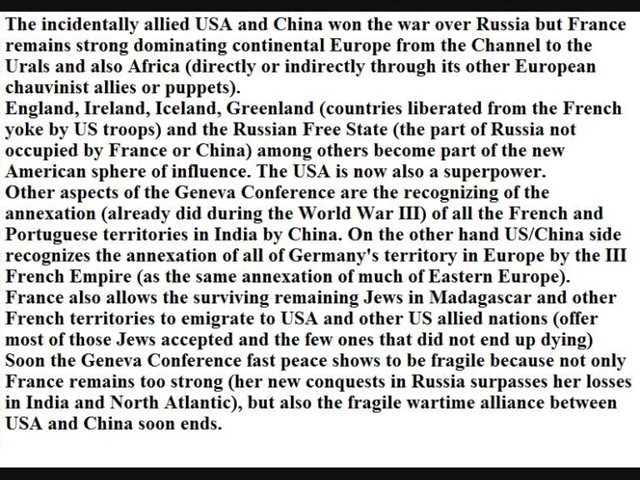 The incidentally allied USA and China won the war over Russia but France
remains strong dominating continental Europe from the Channel to the
Urals and also Africa (directly or indirectly through its other European
chauvinist allies or puppets).
England, Ireland, Iceland, Greenland (countries liberated from the French
yoke by US troops) and the Russian Free State (the part of Russia not
occupied by France or China) among others become part of the new
American sphere of influence. The USA is now also a superpower.
Other aspects of the Geneva Conference are the recognizing of the
annexation (already did during the World War III) of all the French and
Portuguese territories in India by China. On the other hand US/China side
recognizes the annexation of all of Germany's territory in Europe by the III
French Empire (as the same annexation of much of Eastern Europe).
France also allows the surviving remaining Jews in Madagascar and other
French territories to emigrate to USA and other US allied nations (offer
most of those Jews accepted and the few ones that did not end up dying)
Soon the Geneva Conference fast peace shows to be fragile because not only
France remains too strong (her new conquests in Russia surpasses her losses
in India and North Atlantic), but also the fragile wartime alliance between
USA and China soon ends.